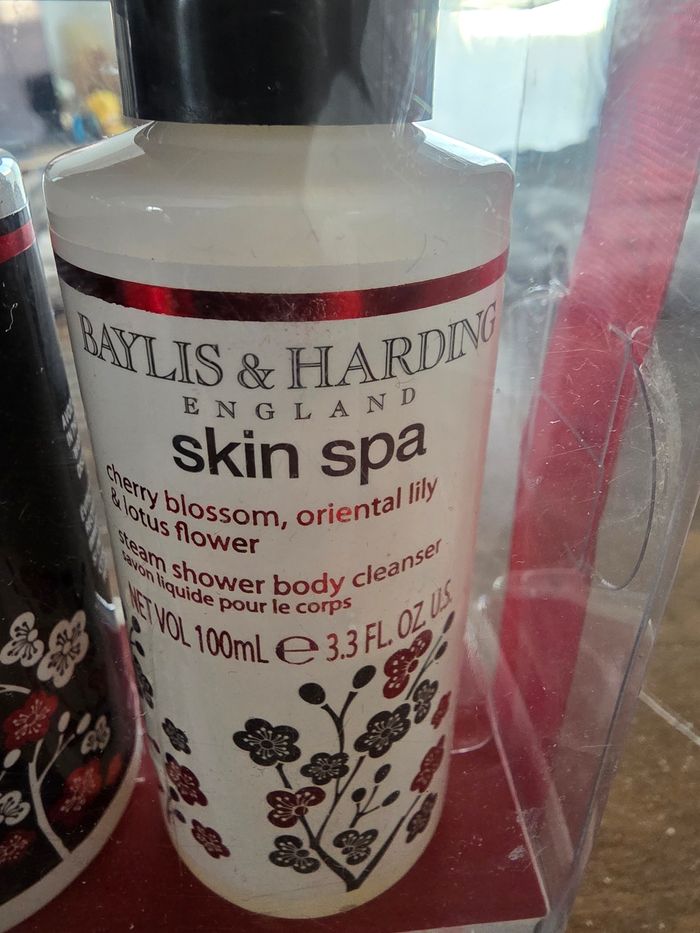 BAYLIS & HARDING
ENGLAND
skin spa
cherry blossom, oriental lily
& lotus flower
steam shower body cleanser
savon liquide pour le corps
NET VOL 100mL e 3.3 FL. OZ. U.S.